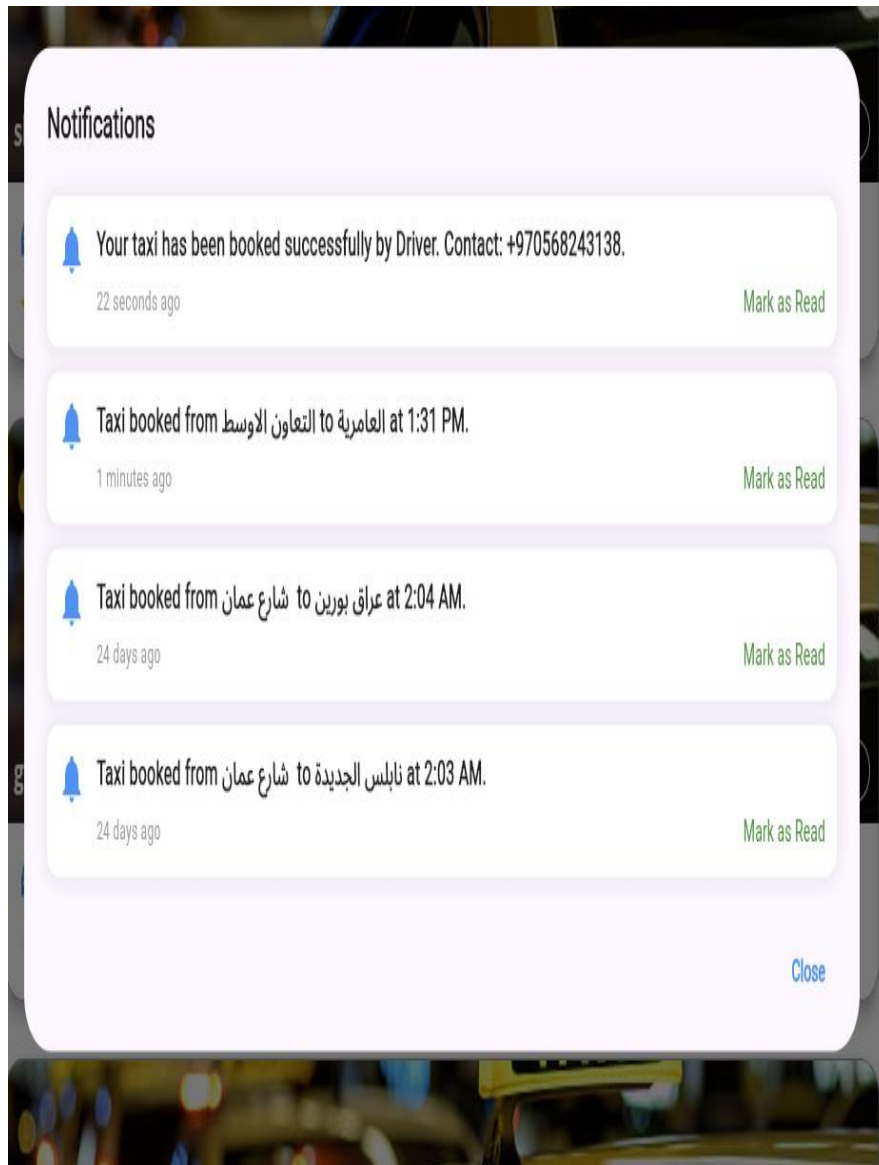 Notifications
Your taxi has been booked successfully by Driver. Contact: +970568243138.
22 seconds ago
Mark as Read
Taxi booked from التعاون الاوسط to العامرية at 1:31 PM.
1 minutes ago
Mark as Read
Taxi booked from شارع عمان to عراق بورين at 2:04 AM.
24 days ago
Mark as Read
Taxi booked from شارع عمان to نابلس الجديدة at 2:03 AM.
24 days ago
Mark as Read
Close